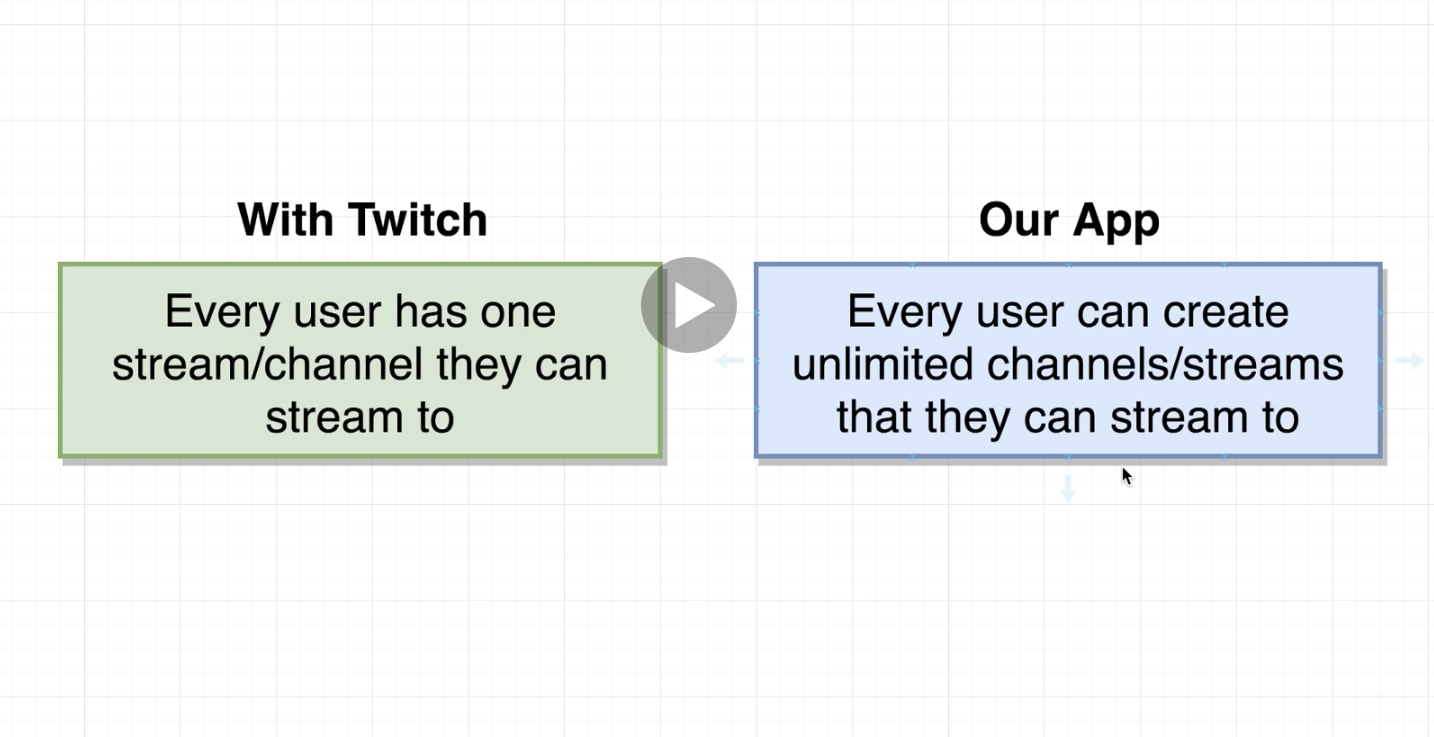 With Twitch
Every user has one
stream/channel they can
stream to
Our App
Every user can create
unlimited channels/streams
that they can stream to